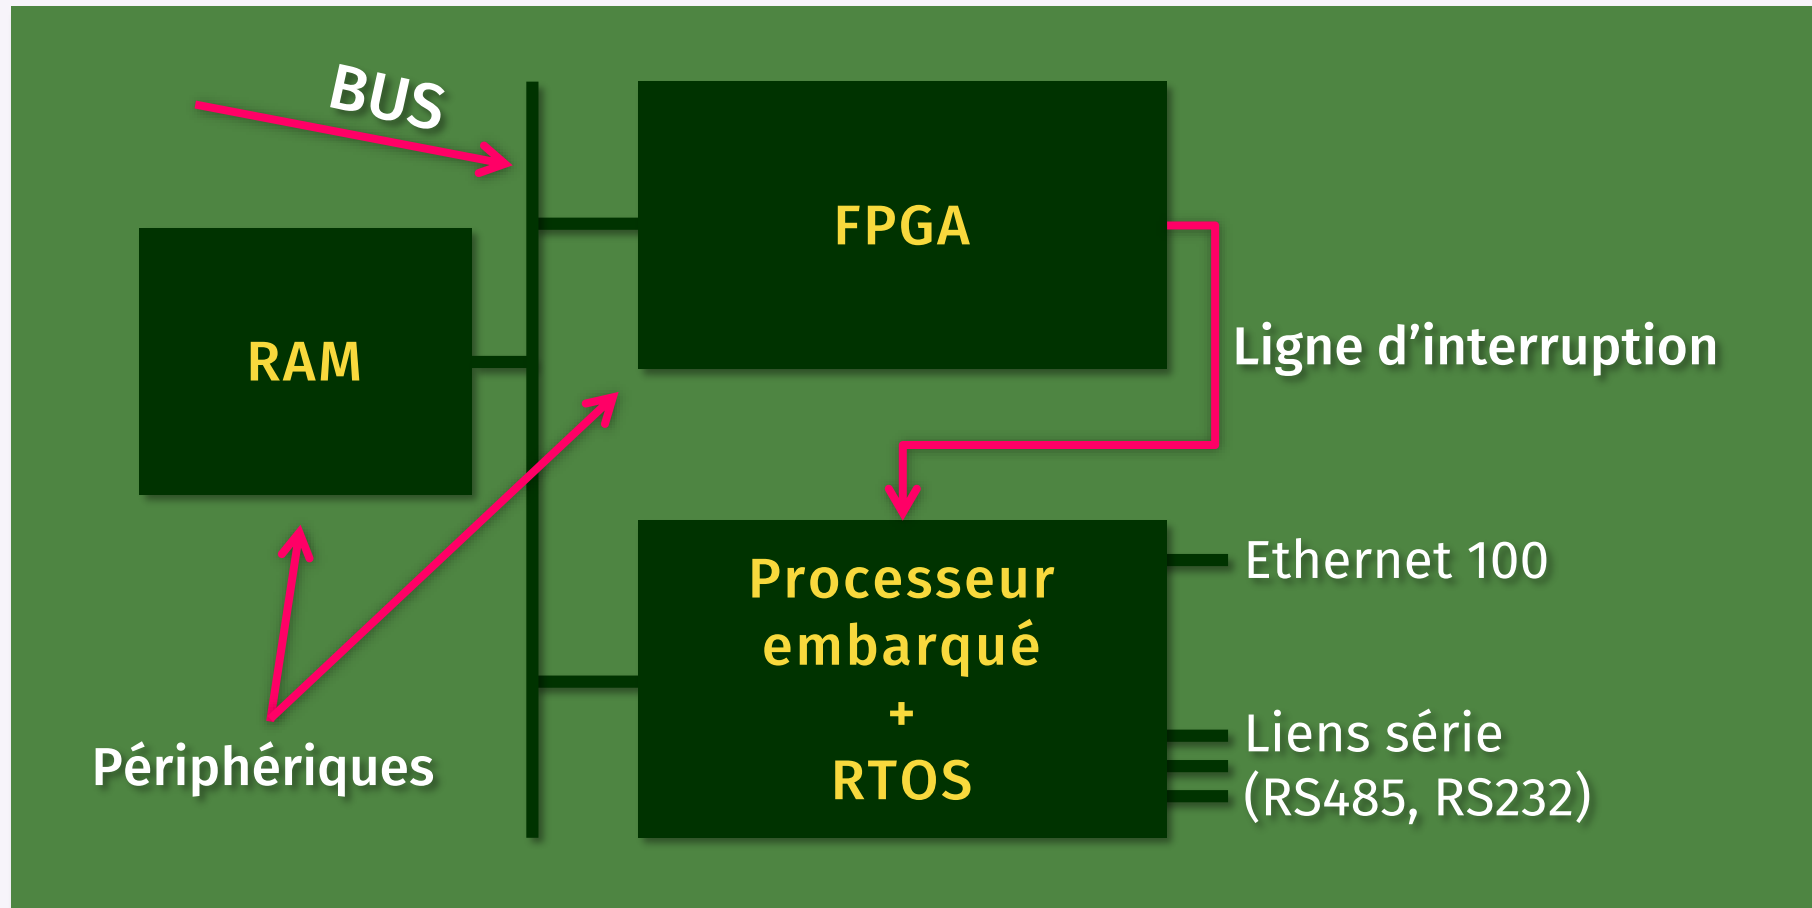 BUS
FPGA
RAM
Ligne d’interruption
Processeur
embarqué
+
RTOS
Ethernet 100
Liens série
(RS485, RS232)
Périphériques